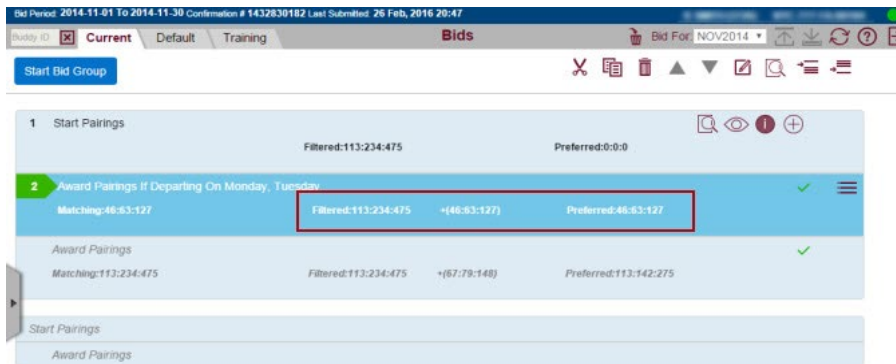 Bid Period: 2014-11-01 To 2014-11-30 Confirmation # 1432830182 Last Submitted: 26 Feb, 2016 20:47
Buddy ID Current Default Training Bids Bid For: NOV2014
Start Bid Group
1 Start Pairings
Filtered:113:234:475 Preferred:0:0:0
2 Award Pairings If Departing On Monday, Tuesday
Matching:46:63:127 Filtered:113:234:475 +(46:63:127) Preferred:46:63:127
Award Pairings
Matching:113:234:475 Filtered:113:234:475 +(67:79:148) Preferred:113:142:275
Start Pairings
Award Pairings